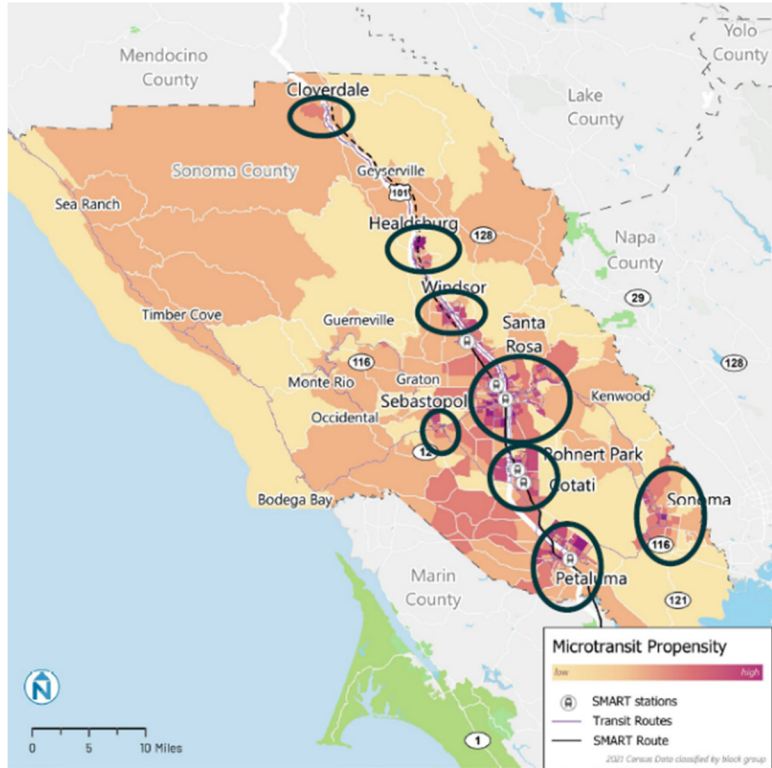 Mendocino
County
Yolo
County
Cloverdale
Lake
County
Sonoma County
Geyserville
101
Sea Ranch
Healdsburg
128
Napa
County
Windsor
29
Timber Cove
Guerneville
Santa
Rosa
116
128
Monte Rio
Graton
Kenwood
Sebastopol
Occidental
12
Rohnert Park
Cotati
Sonoma
Bodega Bay
116
Petaluma
Marin
County
121
Microtransit Propensity
low
high
SMART stations
Transit Routes
SMART Route
2021 Census Data classified by block group
N
0 5 10 Miles
1